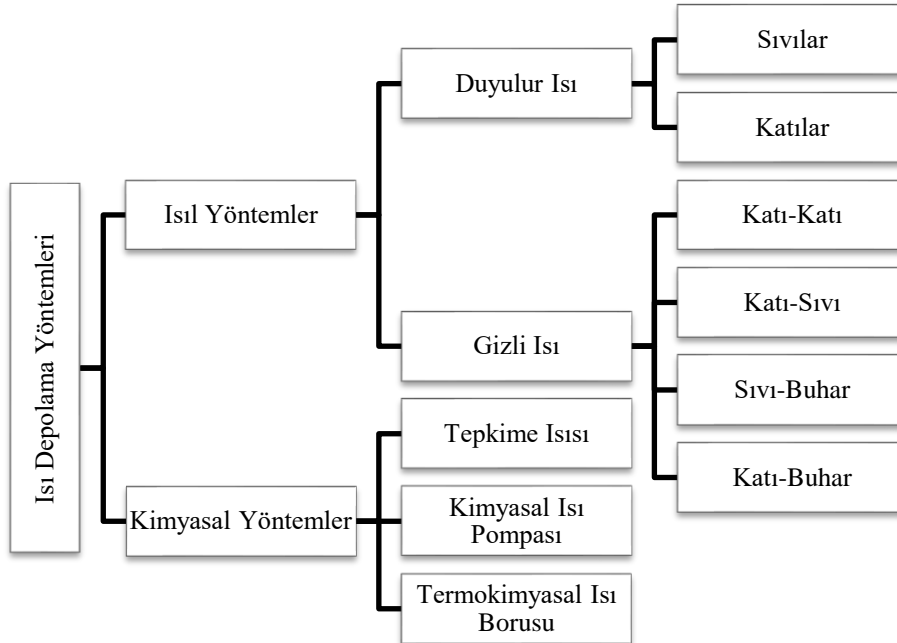 Isı Depolama Yöntemleri
Isıl Yöntemler
Duyulur Isı
Sıvılar
Katılar
Gizli Isı
Katı-Katı
Katı-Sıvı
Sıvı-Buhar
Katı-Buhar
Kimyasal Yöntemler
Tepkime Isısı
Kimyasal Isı
Pompası
Termokimyasal Isı
Borusu